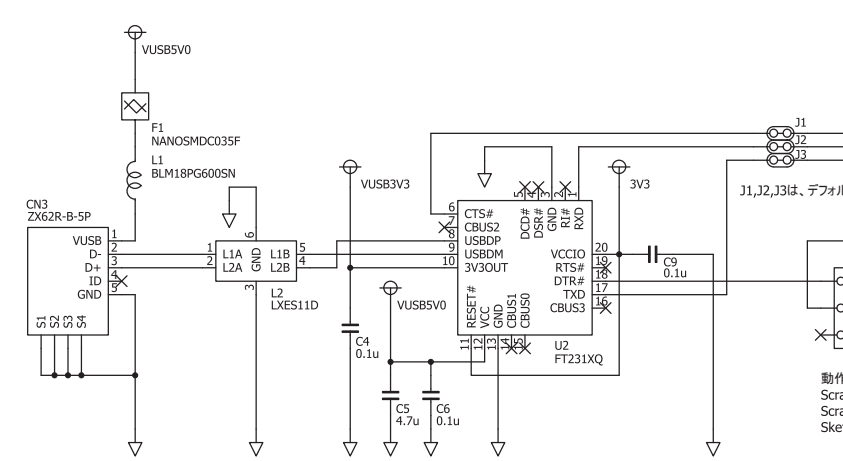 VUSB5V0
F1
NANOSMDC035F
L1
BLM18PG600SN
CN3
ZX62R-B-5P
VUSB 1
D- 2
D+ 3
ID 4
GND 5
S1 S2 S3 S4
6
1 L1A GND L1B 5
2 L2A L2B 4
3
L2
LXES11D
VUSB3V3
C4
0.1u
VUSB5V0
C5
4.7u
C6
0.1u
6 CTS#
7 CBUS2
8 USBDP
9 USBDM
10 3V3OUT
5 DCD#
4 DSR#
3 GND
2 RI#
1 RXD
20 VCCIO
19 RTS#
18 DTR#
17 TXD
16 CBUS3
11 RESET#
12 VCC
13 GND
14 CBUS1
15 CBUS0
U2
FT231XQ
3V3
C9
0.1u
J1
J2
J3
J1,J2,J3は、デフォル
動作
Scra
Scra
Sket